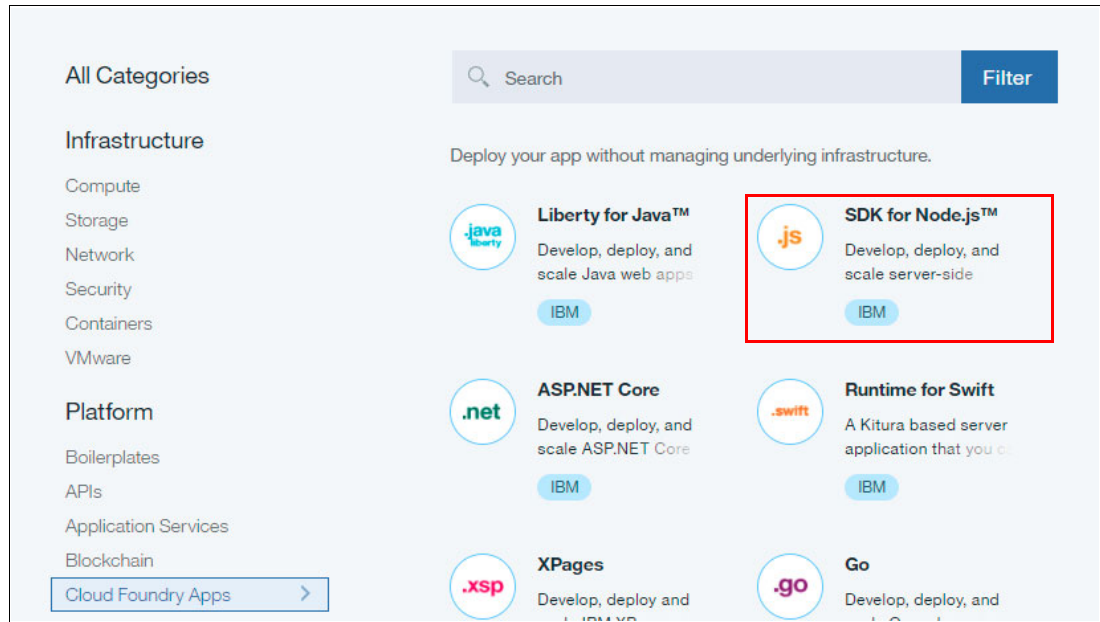 All Categories
Search
Filter
Infrastructure
Compute
Storage
Network
Security
Containers
VMware
Platform
Boilerplates
APIs
Application Services
Blockchain
Cloud Foundry Apps
Deploy your app without managing underlying infrastructure.
.java
liberty
Liberty for Java™
Develop, deploy, and
scale Java web apps
IBM
.js
SDK for Node.js™
Develop, deploy, and
scale server-side
IBM
.net
ASP.NET Core
Develop, deploy, and
scale ASP.NET Core
IBM
.swift
Runtime for Swift
A Kitura based server
application that you
IBM
.xsp
XPages
Develop, deploy and
.go
Go
Develop, deploy, and